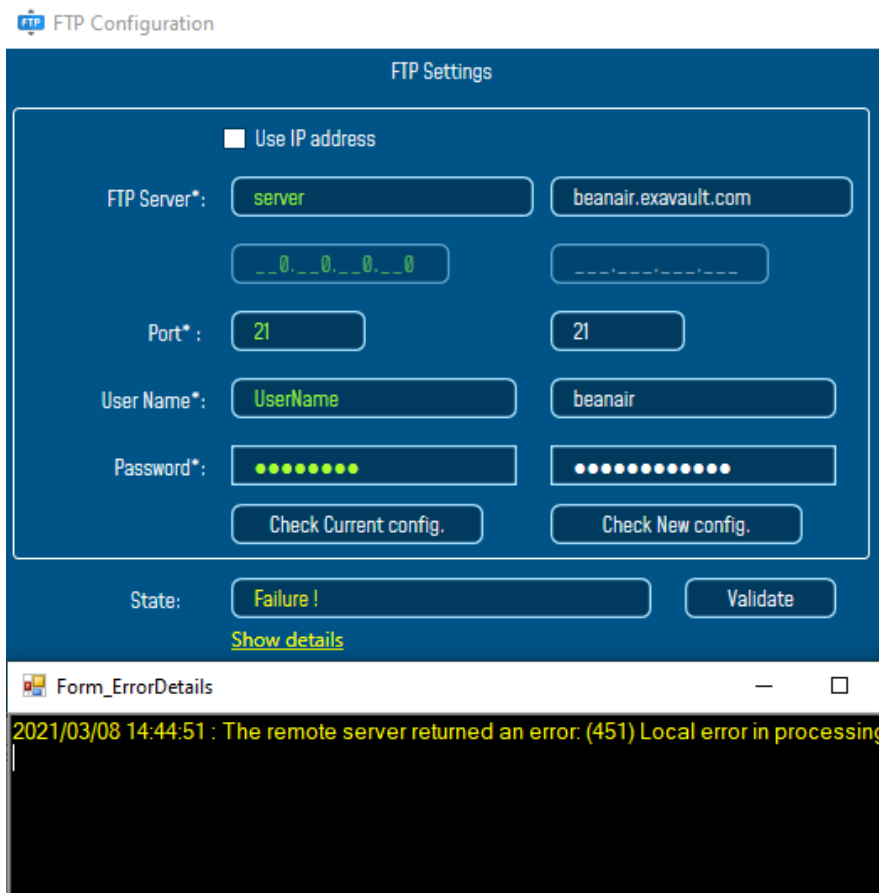 FTP FTP Configuration
FTP Settings
Use IP address
FTP Server*: server beanair.exavault.com
__0.__0.__0.__0 ___.___.___.___
Port* : 21 21
User Name*: UserName beanair
Password*: ●●●●●●●● ●●●●●●●●●●●●
Check Current config. Check New config.
State: Failure ! Validate
Show details
Form_ErrorDetails
2021/03/08 14:44:51 : The remote server returned an error: (451) Local error in processing